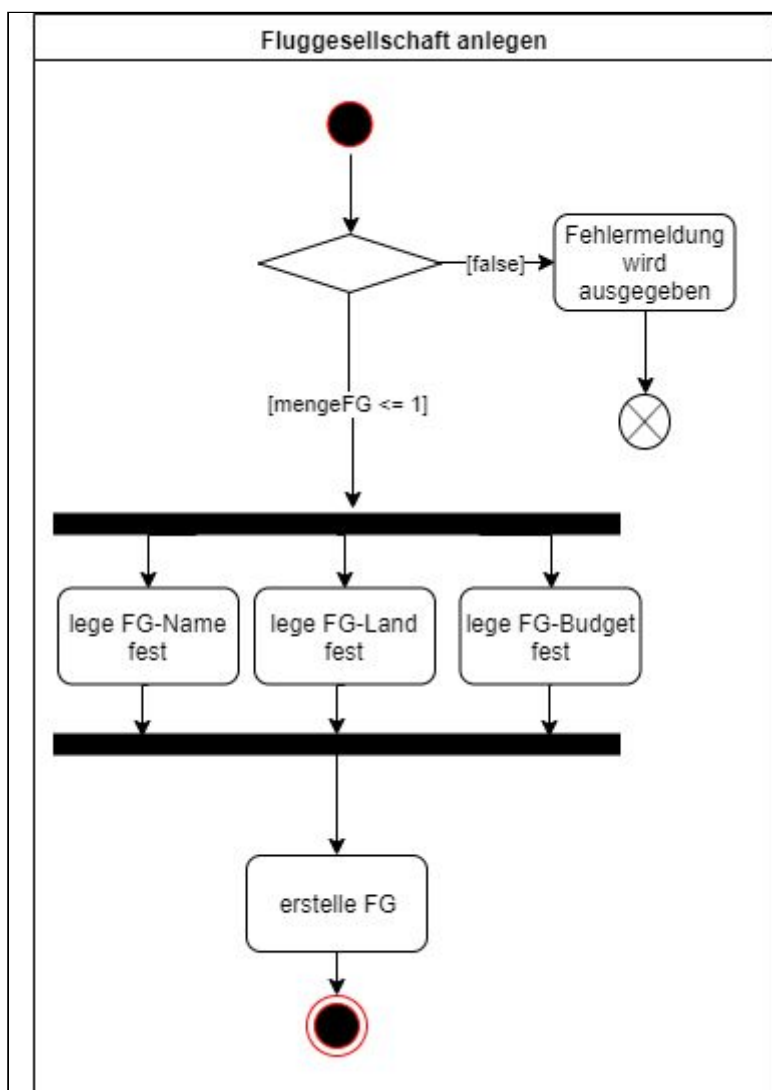 Fluggesellschaft anlegen
[false]
Fehlermeldung
wird
ausgegeben
[mengeFG <= 1]
lege FG-Name
fest
lege FG-Land
fest
lege FG-Budget
fest
erstelle FG